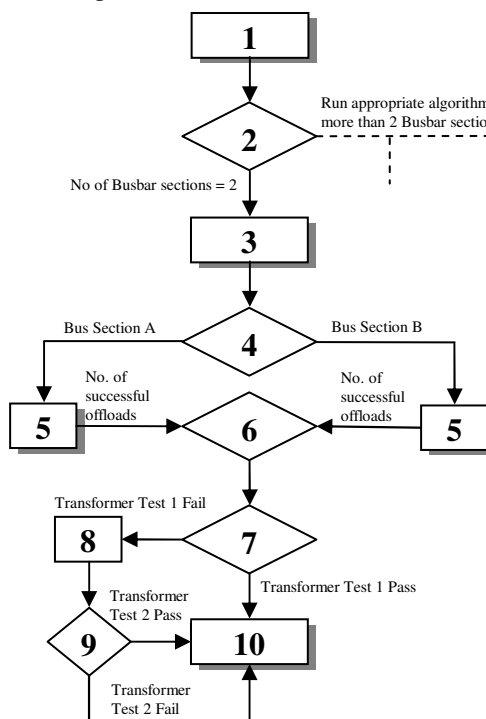 1
Run appropriate algorithm
more than 2 Busbar sectio
2
No of Busbar sections = 2
3
Bus Section A
Bus Section B
4
No. of
successful
offloads
No. of
successful
offloads
5
6
5
Transformer Test 1 Fail
8
7
Transformer Test 1 Pass
Transformer
Test 2 Pass
9
10
Transformer
Test 2 Fail